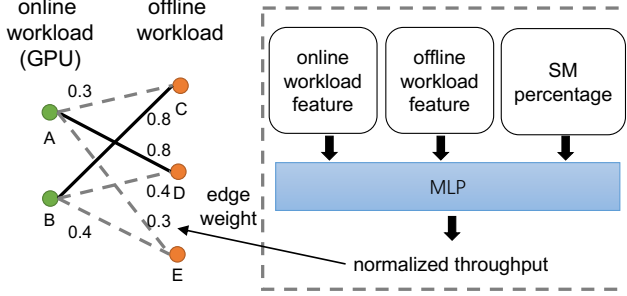 online
workload
(GPU)
offline
workload
0.3
A
C
0.8
0.8
D
0.4
B
0.3
0.4
E
edge
weight
online
workload
feature
offline
workload
feature
SM
percentage
MLP
normalized throughput